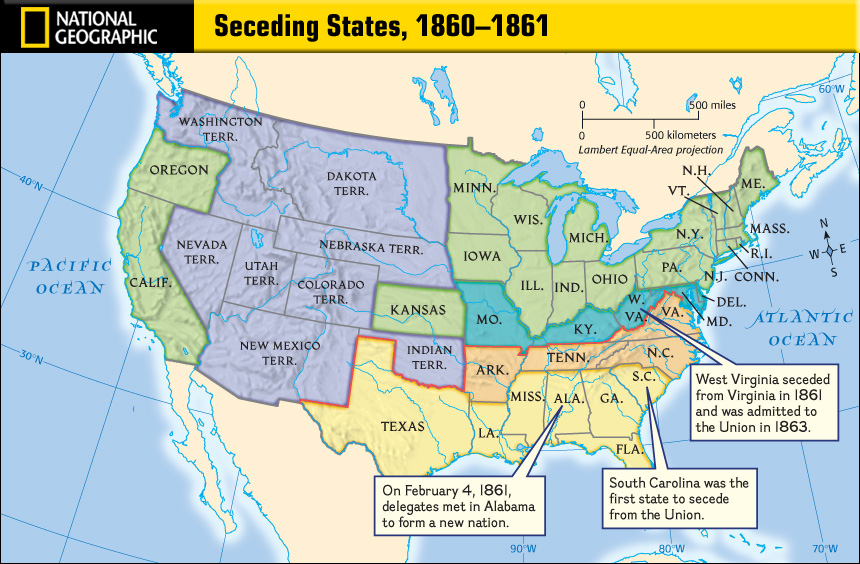 NATIONAL
GEOGRAPHIC
Seceding States, 1860–1861
60°W
0
500 miles
0
500 kilometers
Lambert Equal-Area projection
WASHINGTON
TERR.
OREGON
DAKOTA
TERR.
MINN.
N.H.
VT.
ME.
40°N
WIS.
MICH.
N.Y.
MASS.
R.I.
CONN.
N
W
E
S
NEVADA
TERR.
NEBRASKA TERR.
IOWA
PA.
N.J.
PACIFIC
OCEAN
CALIF.
UTAH
TERR.
COLORADO
TERR.
KANSAS
ILL.
IND.
OHIO
DEL.
MD.
W.
VA.
VA.
MO.
KY.
ATLANTIC
OCEAN
30°N
NEW MEXICO
TERR.
INDIAN
TERR.
ARK.
TENN.
N.C.
S.C.
TEXAS
LA.
MISS.
ALA.
GA.
FLA.
West Virginia seceded
from Virginia in 1861
and was admitted to
the Union in 1863.
On February 4, 1861,
delegates met in Alabama
to form a new nation.
South Carolina was the
first state to secede
from the Union.
90°W
80°W
70°W